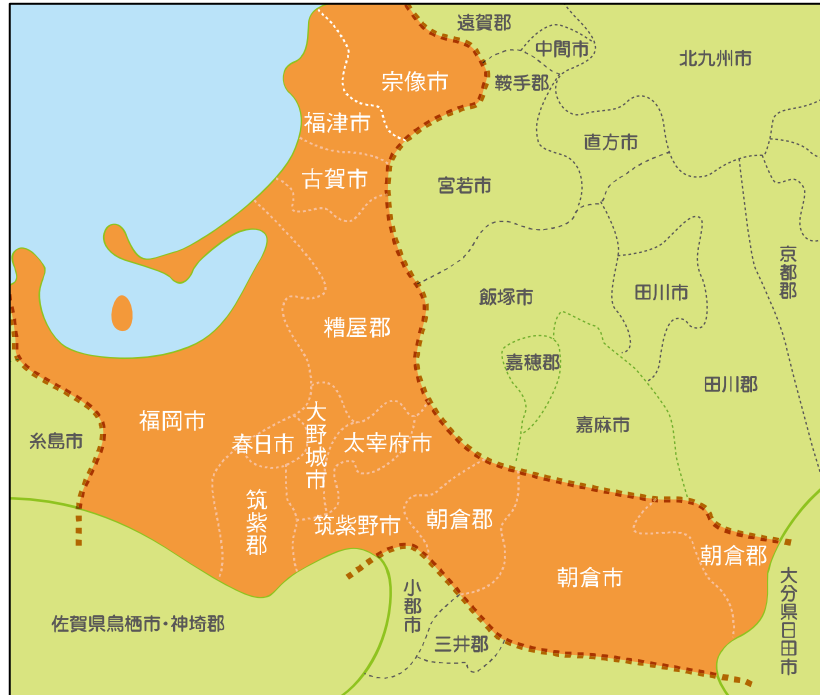 遠賀郡
中間市
北九州市
宗像市
鞍手郡
福津市
直方市
古賀市
宮若市
京都郡
飯塚市
田川市
糟屋郡
嘉穂郡
田川郡
福岡市
大野城市
嘉麻市
糸島市
春日市
太宰府市
筑紫郡
筑紫野市
朝倉郡
朝倉郡
朝倉市
大分県日田市
小郡市
佐賀県鳥栖市・神埼郡
三井郡